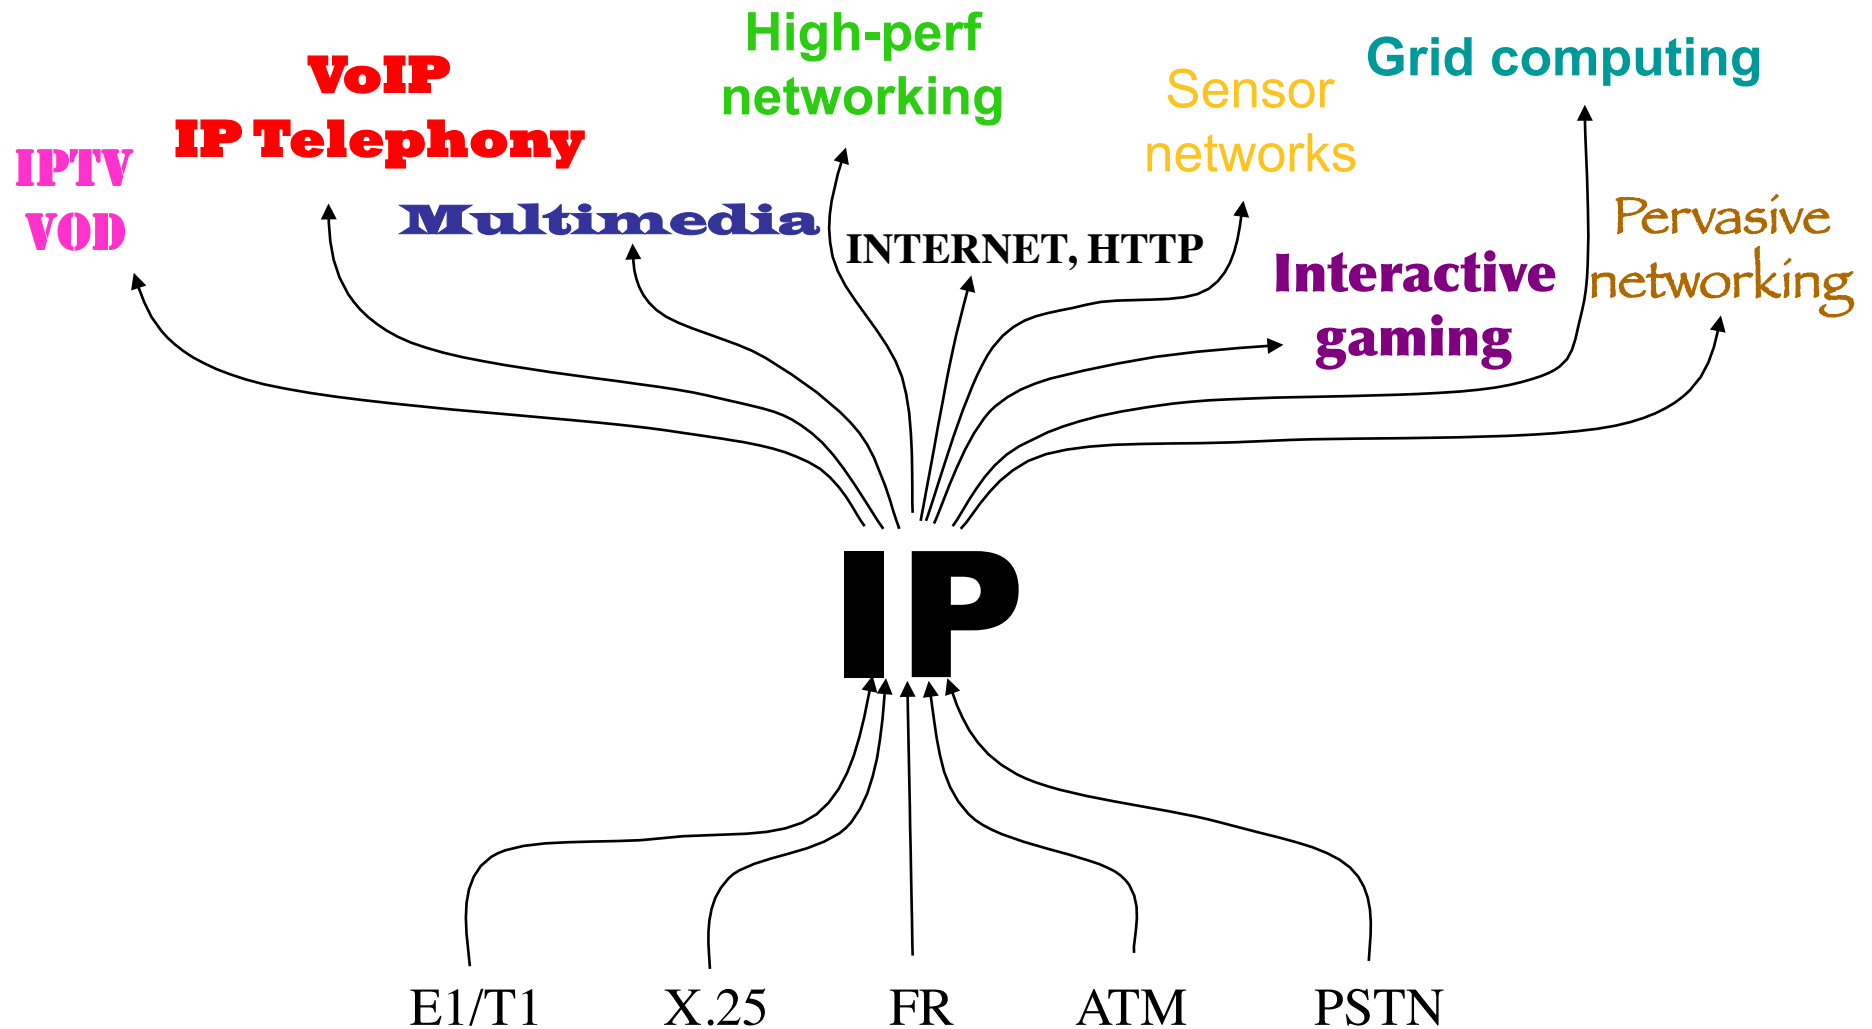 High-perf
networking
VoIP
IP Telephony
Grid computing
Sensor
networks
IPTV
VOD
Multimedia
INTERNET, HTTP
Pervasive
networking
Interactive
gaming
IP
E1/T1
X.25
FR
ATM
PSTN